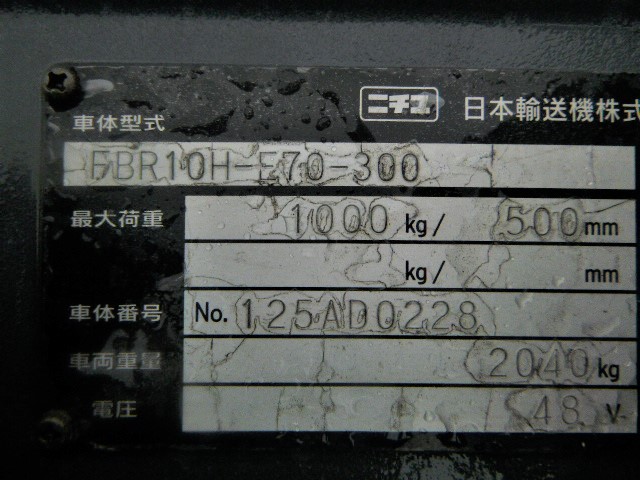 ニチユ 日本輸送機株式
車体型式
FBR10H-E70-300
最大荷重 1000 kg/ 500 mm
kg/ mm
車体番号 No. 125AD0228
車両重量 2040 kg
電圧 48 V